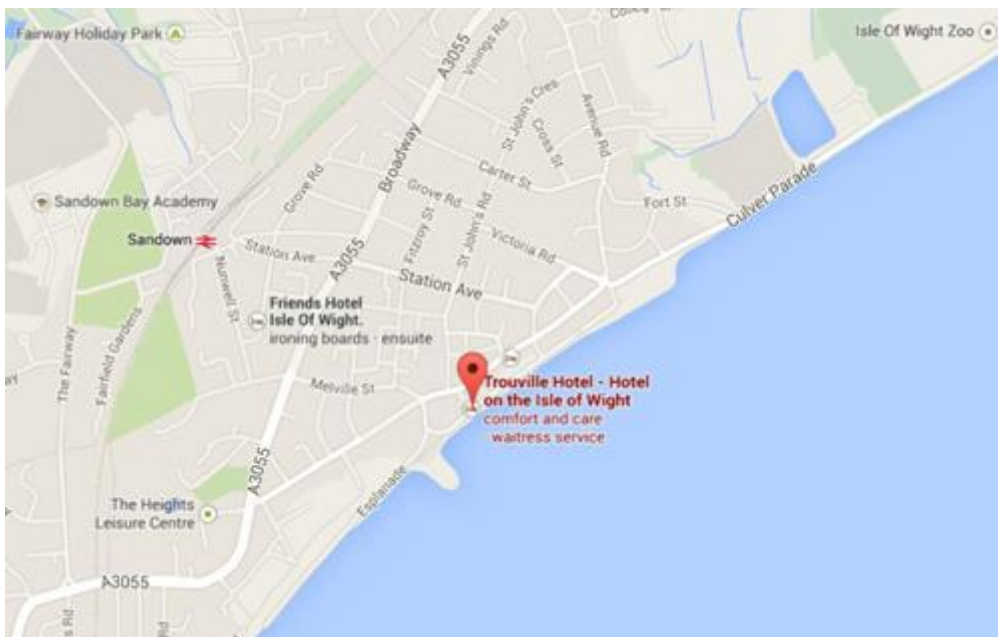 Fairway Holiday Park
A3055
Vinings Rd
Isle Of Wight Zoo
St John's Cres
Cross St
Avenue Rd
Broadway
Carter St
Grove Rd
Grove Rd
Fort St
Culver Parade
Sandown Bay Academy
Sandown
Station Ave
Fitzroy St
St John's Rd
Victoria Rd
A3055
Station Ave
Nunwell St
Friends Hotel
Isle Of Wight.
ironing boards · ensuite
The Fairway
Fairfield Gardens
Melville St
Trouville Hotel - Hotel
on the Isle of Wight
comfort and care
waitress service
A3055
Esplanade
The Heights
Leisure Centre
A3055